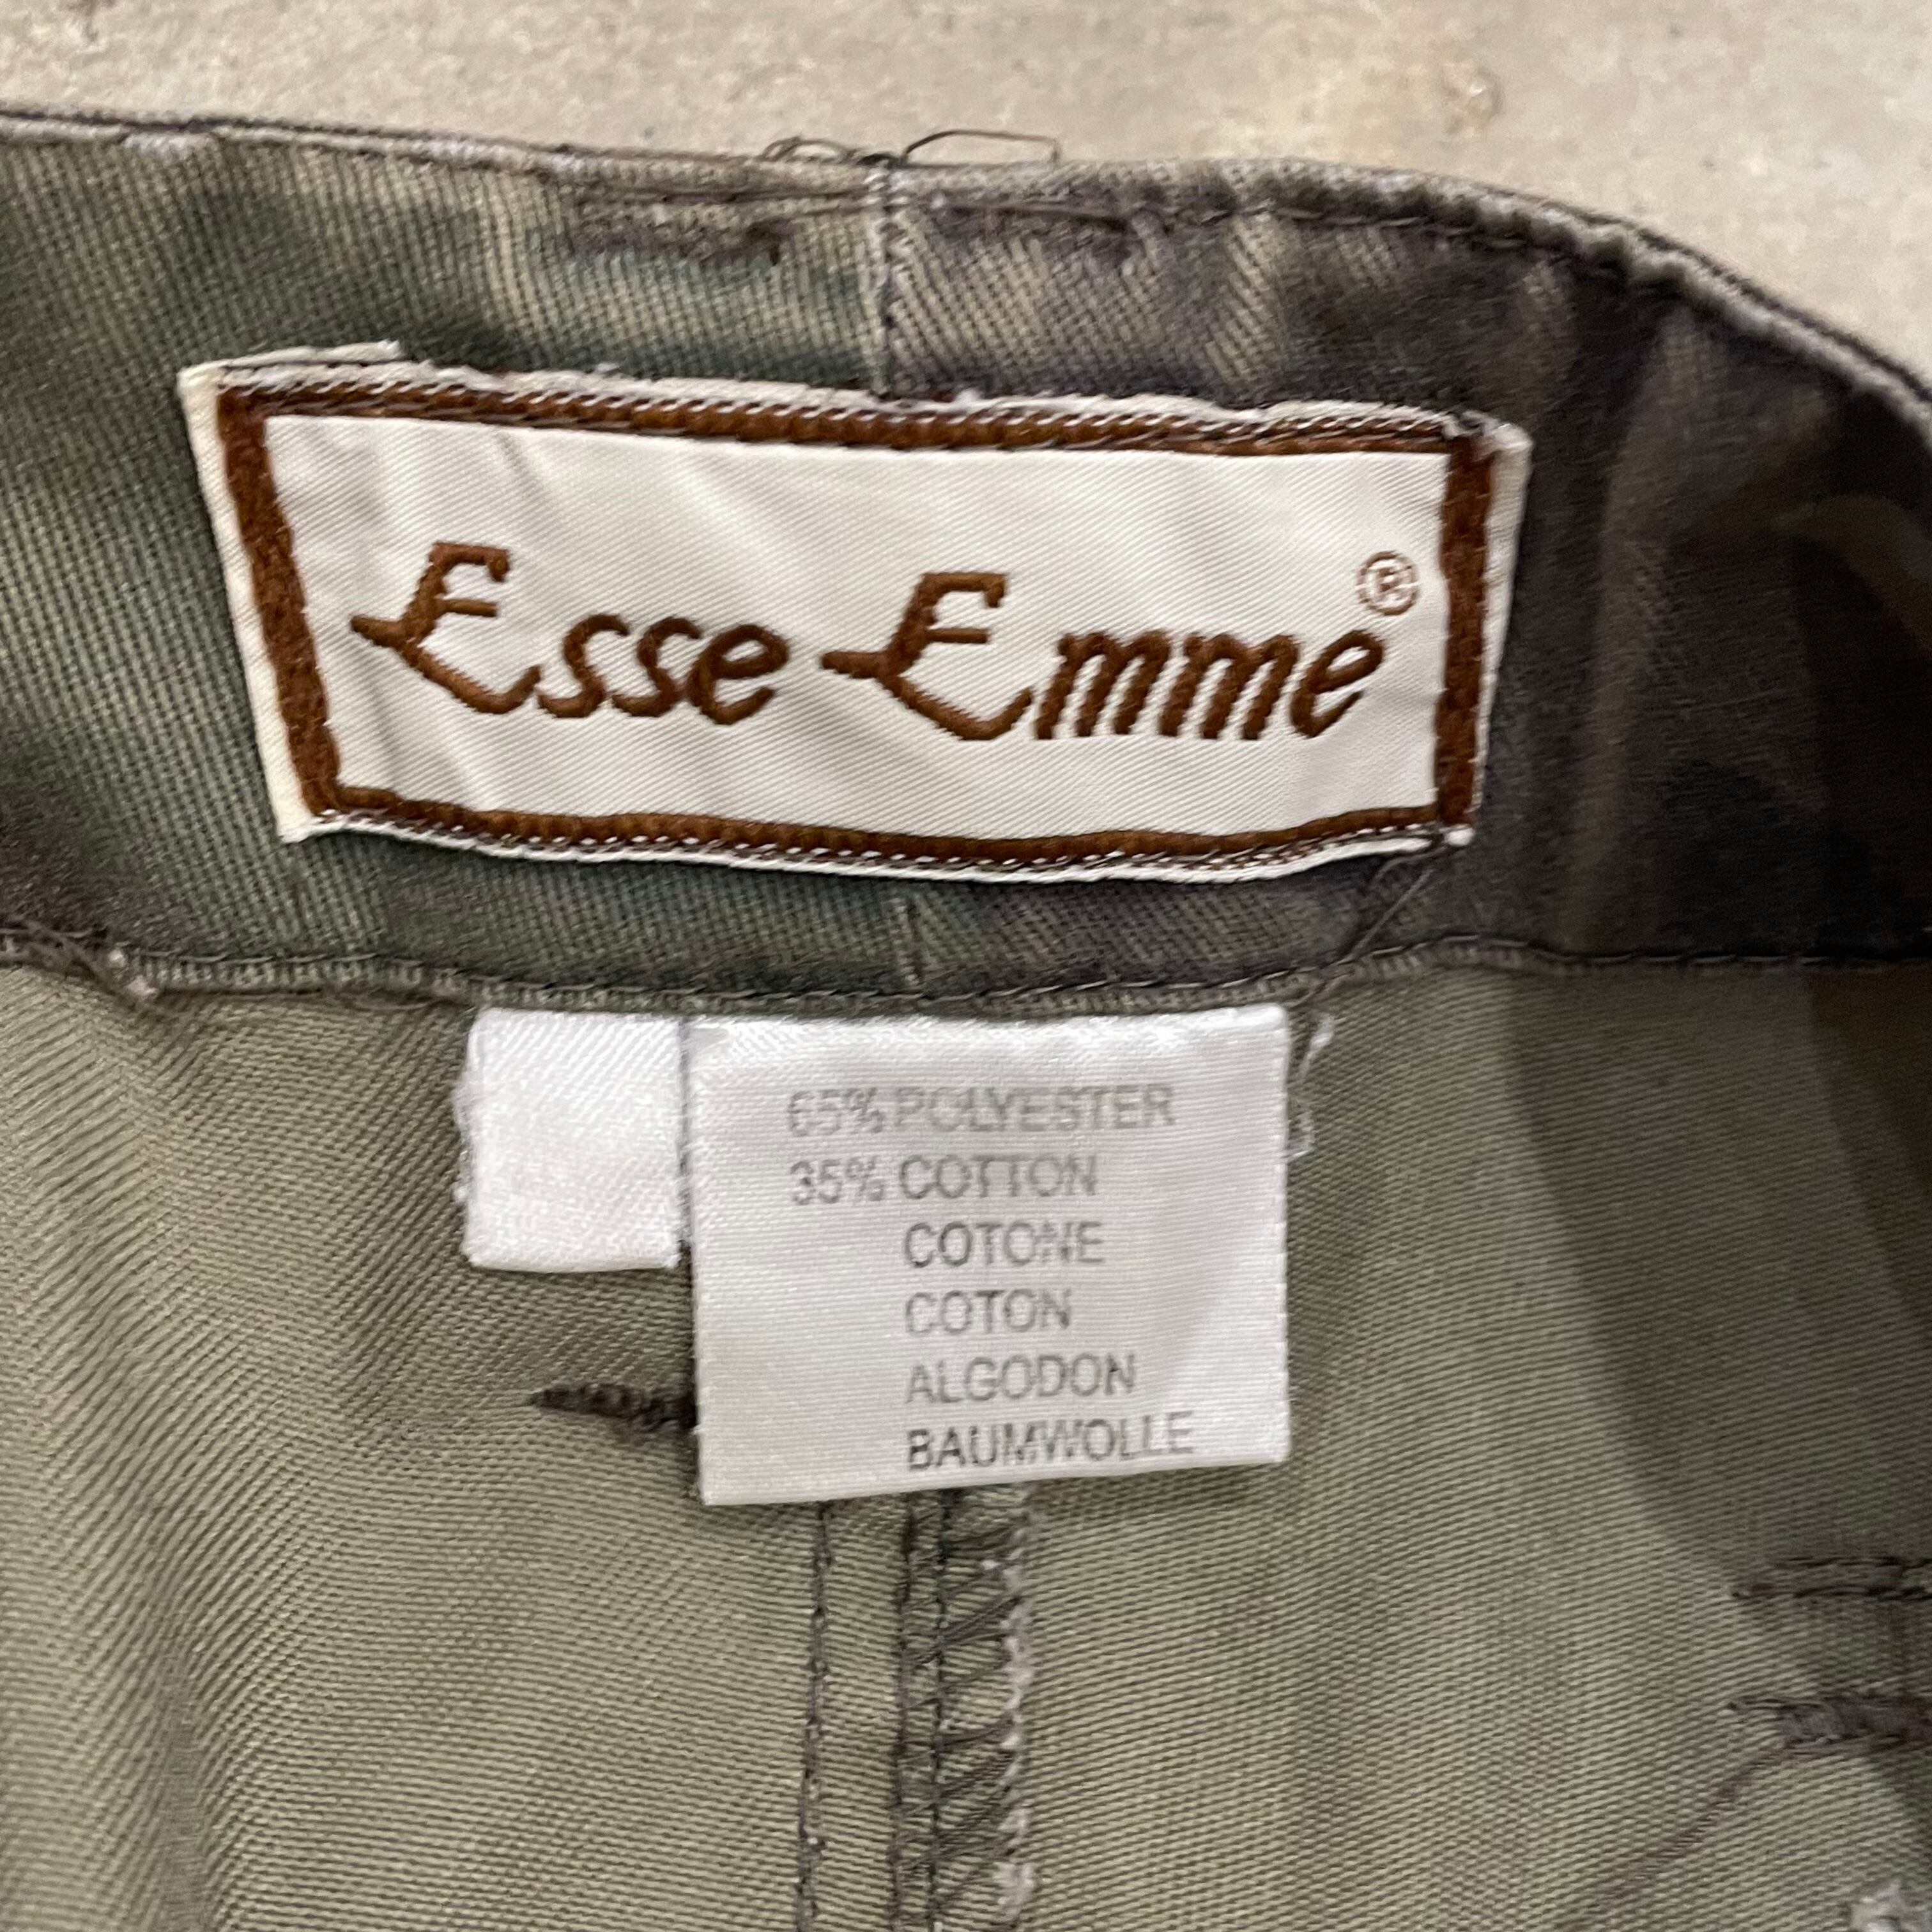 Esse Emme®
65% POLYESTER
35% COTTON
COTONE
COTON
ALGODON
BAUMWOLLE